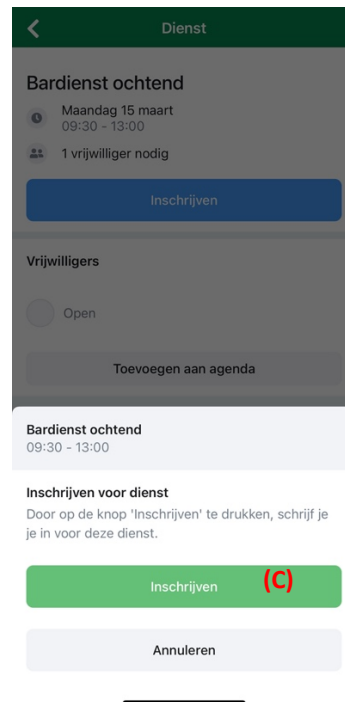 Dienst
Bardienst ochtend
Maandag 15 maart
09:30 - 13:00
1 vrijwilliger nodig
Inschrijven
Vrijwilligers
Open
Toevoegen aan agenda
Bardienst ochtend
09:30 - 13:00
Inschrijven voor dienst
Door op de knop 'Inschrijven' te drukken, schrijf je
je in voor deze dienst.
Inschrijven (C)
Annuleren